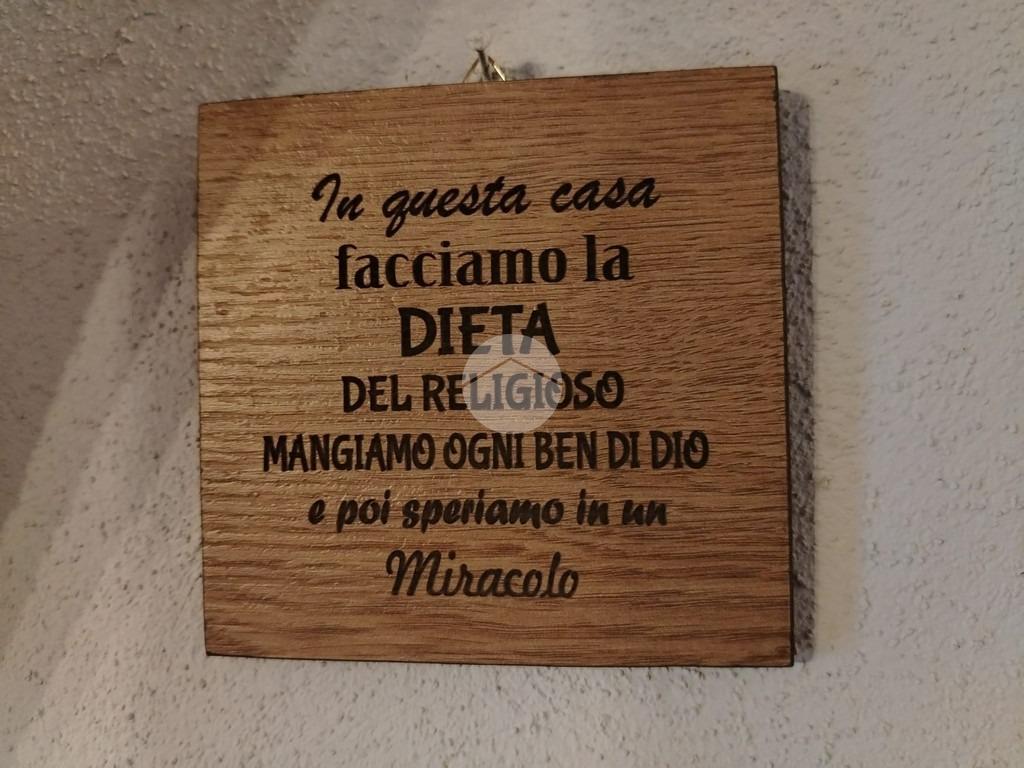 In questa casa
facciamo la
DIETA
DEL RELIGIOSO
MANGIAMO OGNI BEN DI DIO
e poi speriamo in un
Miracolo